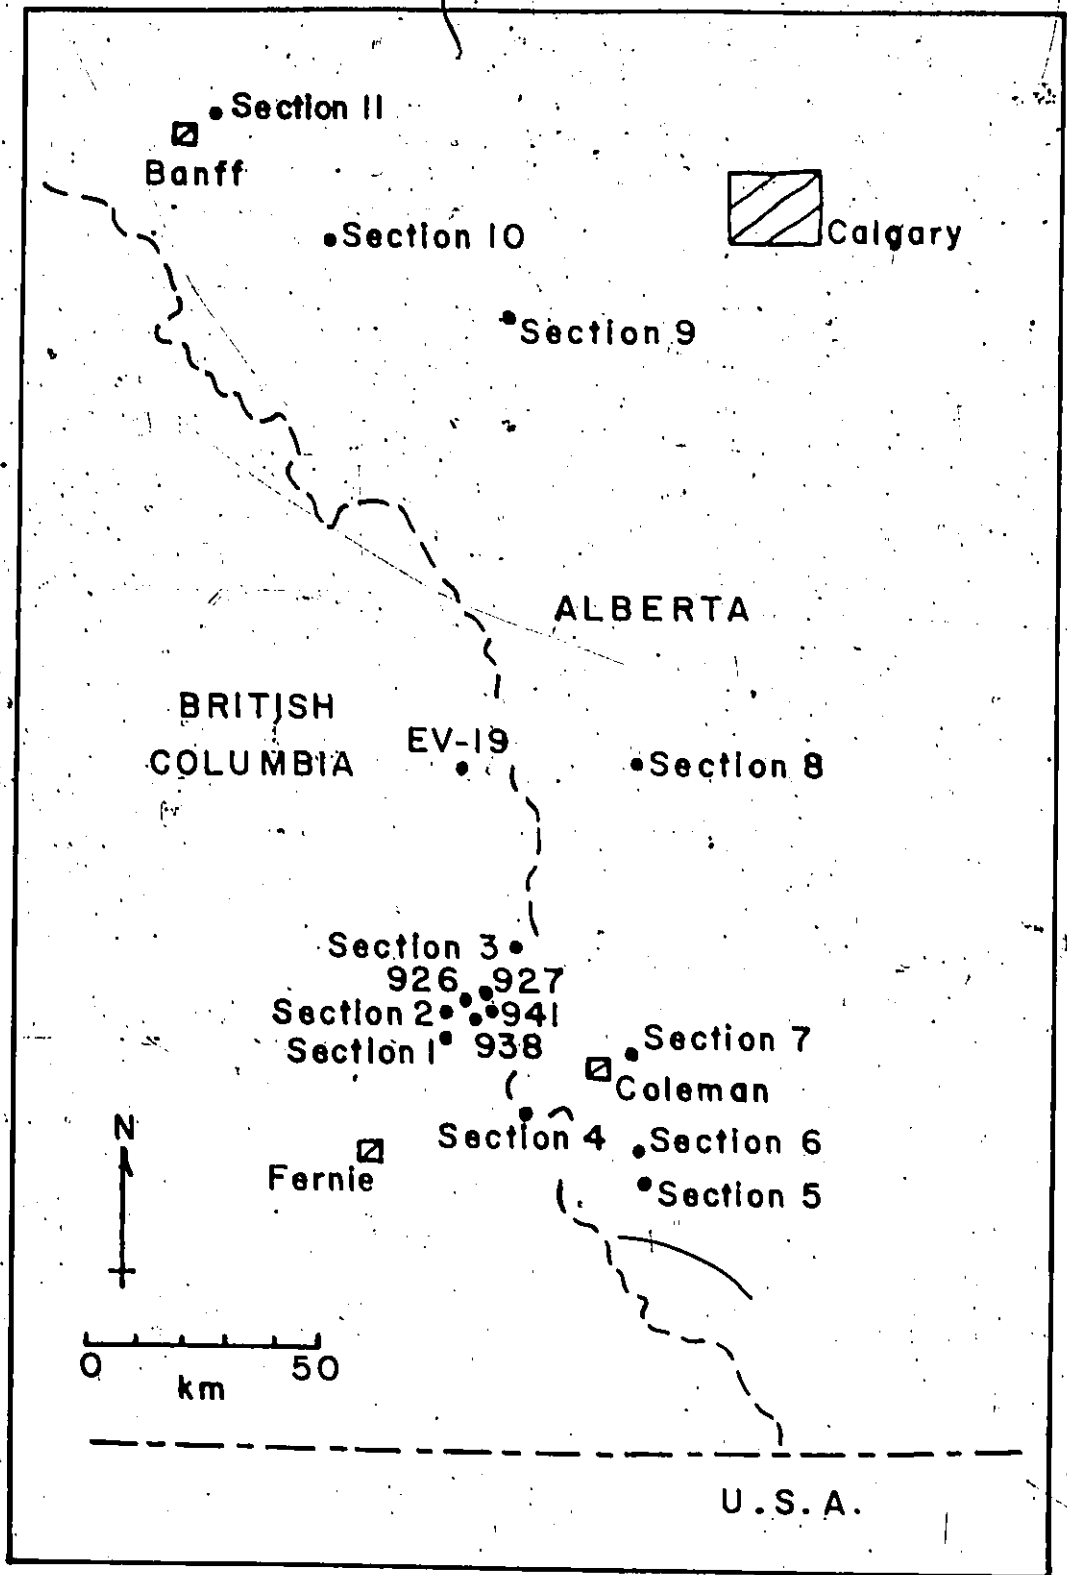 Section 11
Banff
Section 10
Calgary
Section 9
ALBERTA
BRITISH
COLUMBIA
EV-19
Section 8
Section 3
926 927
Section 2 941
Section 1 938
Section 7
Coleman
Section 4
Section 6
Section 5
Fernie
N
0 50
km
U.S.A.